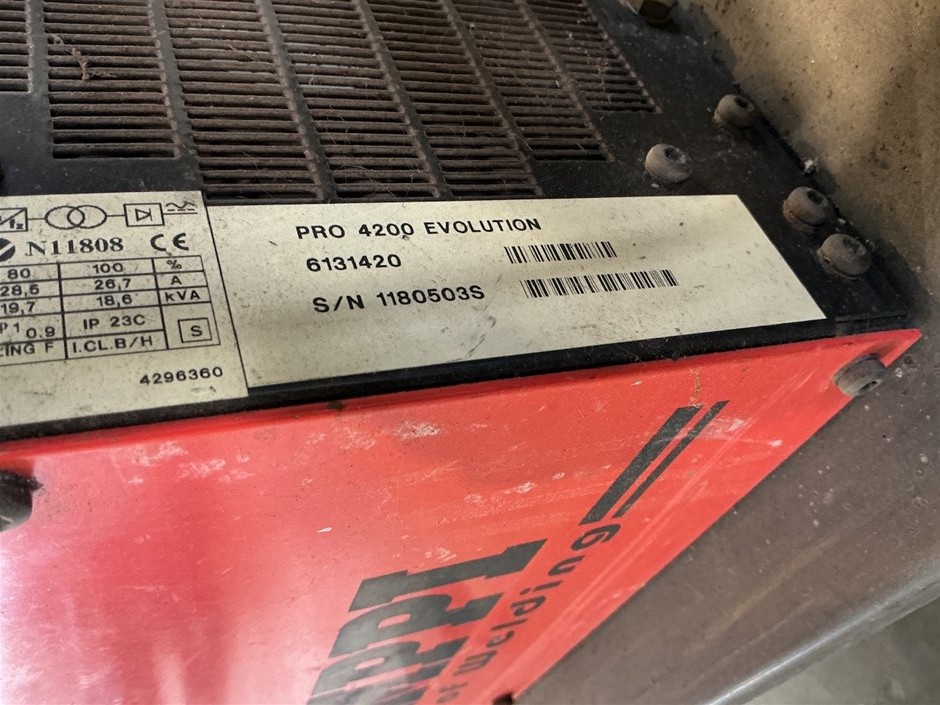 PRO 4200 EVOLUTION
6131420
S/N 1180503S
N11808 CE
80 100 %
28,5 26,7 A
19,7 18,6 kVA
0.9 IP 23C S
F I.CL.B/H
4296360
welding